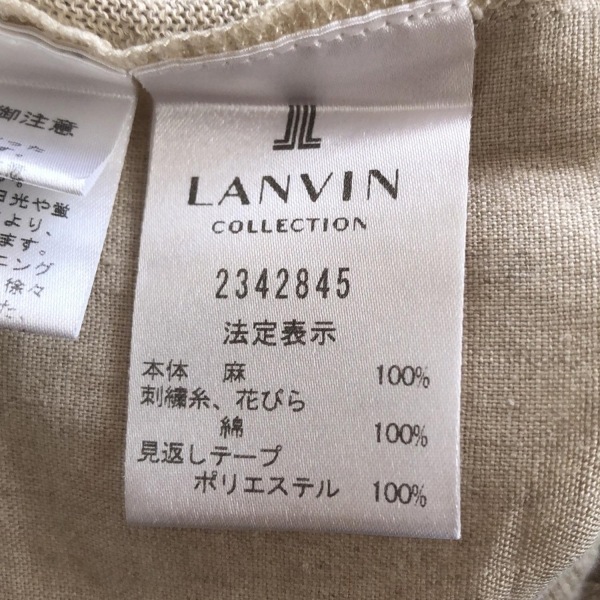 LANVIN
COLLECTION
2342845
法定表示
本体 麻 100%
刺繍糸、花びら
綿 100%
見返しテープ
ポリエステル 100%
御注意
った
日光や蛍
より、
ます。
ニング
徐々
た、